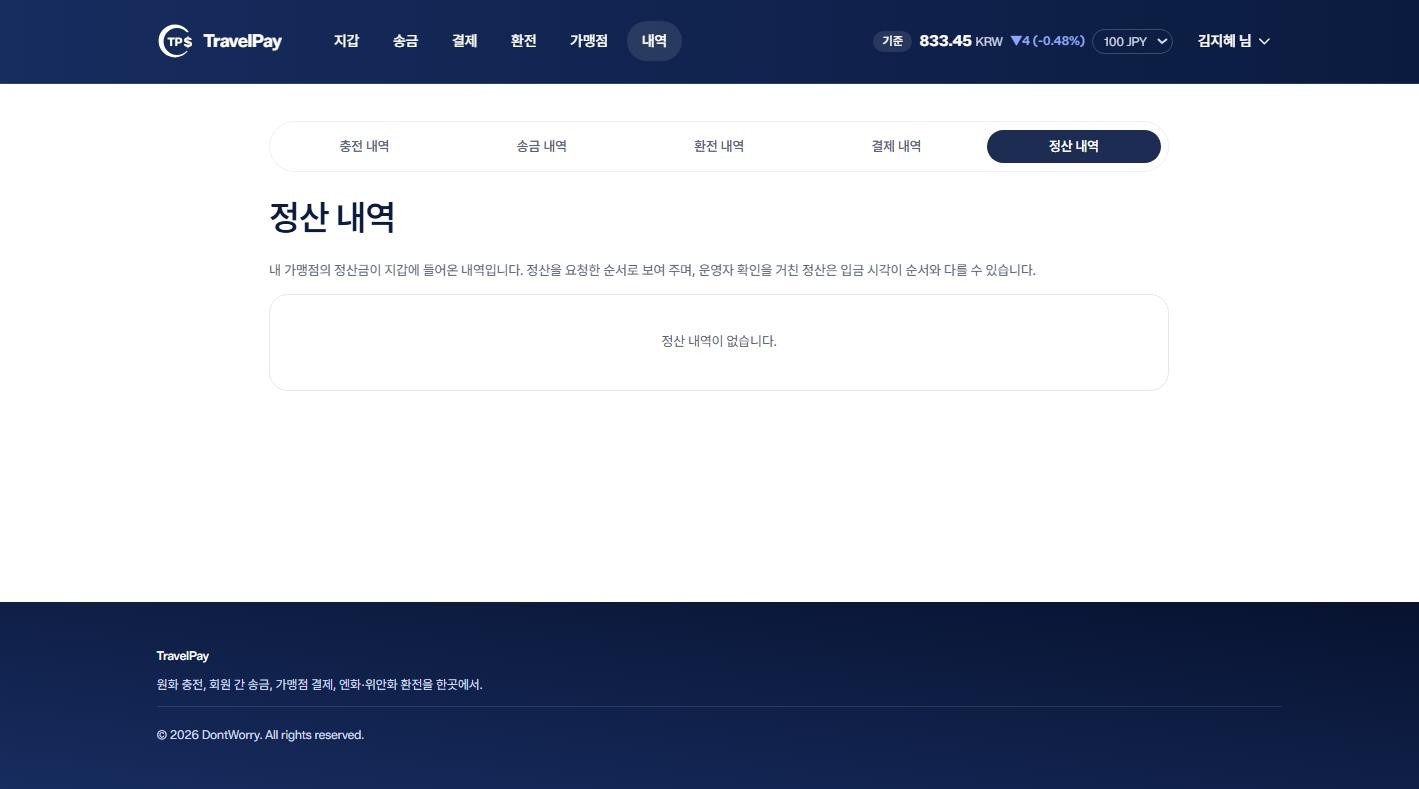 TP$ TravelPay 지갑 송금 결제 환전 가맹점 내역 기준 833.45 KRW ▼4 (-0.48%) 100 JPY 김지혜 님
충전 내역 송금 내역 환전 내역 결제 내역 정산 내역
정산 내역
내 가맹점의 정산금이 지갑에 들어온 내역입니다. 정산을 요청한 순서로 보여 주며, 운영자 확인을 거친 정산은 입금 시각이 순서와 다를 수 있습니다.
정산 내역이 없습니다.
TravelPay
원화 충전, 회원 간 송금, 가맹점 결제, 엔화·위안화 환전을 한곳에서.
© 2026 DontWorry. All rights reserved.